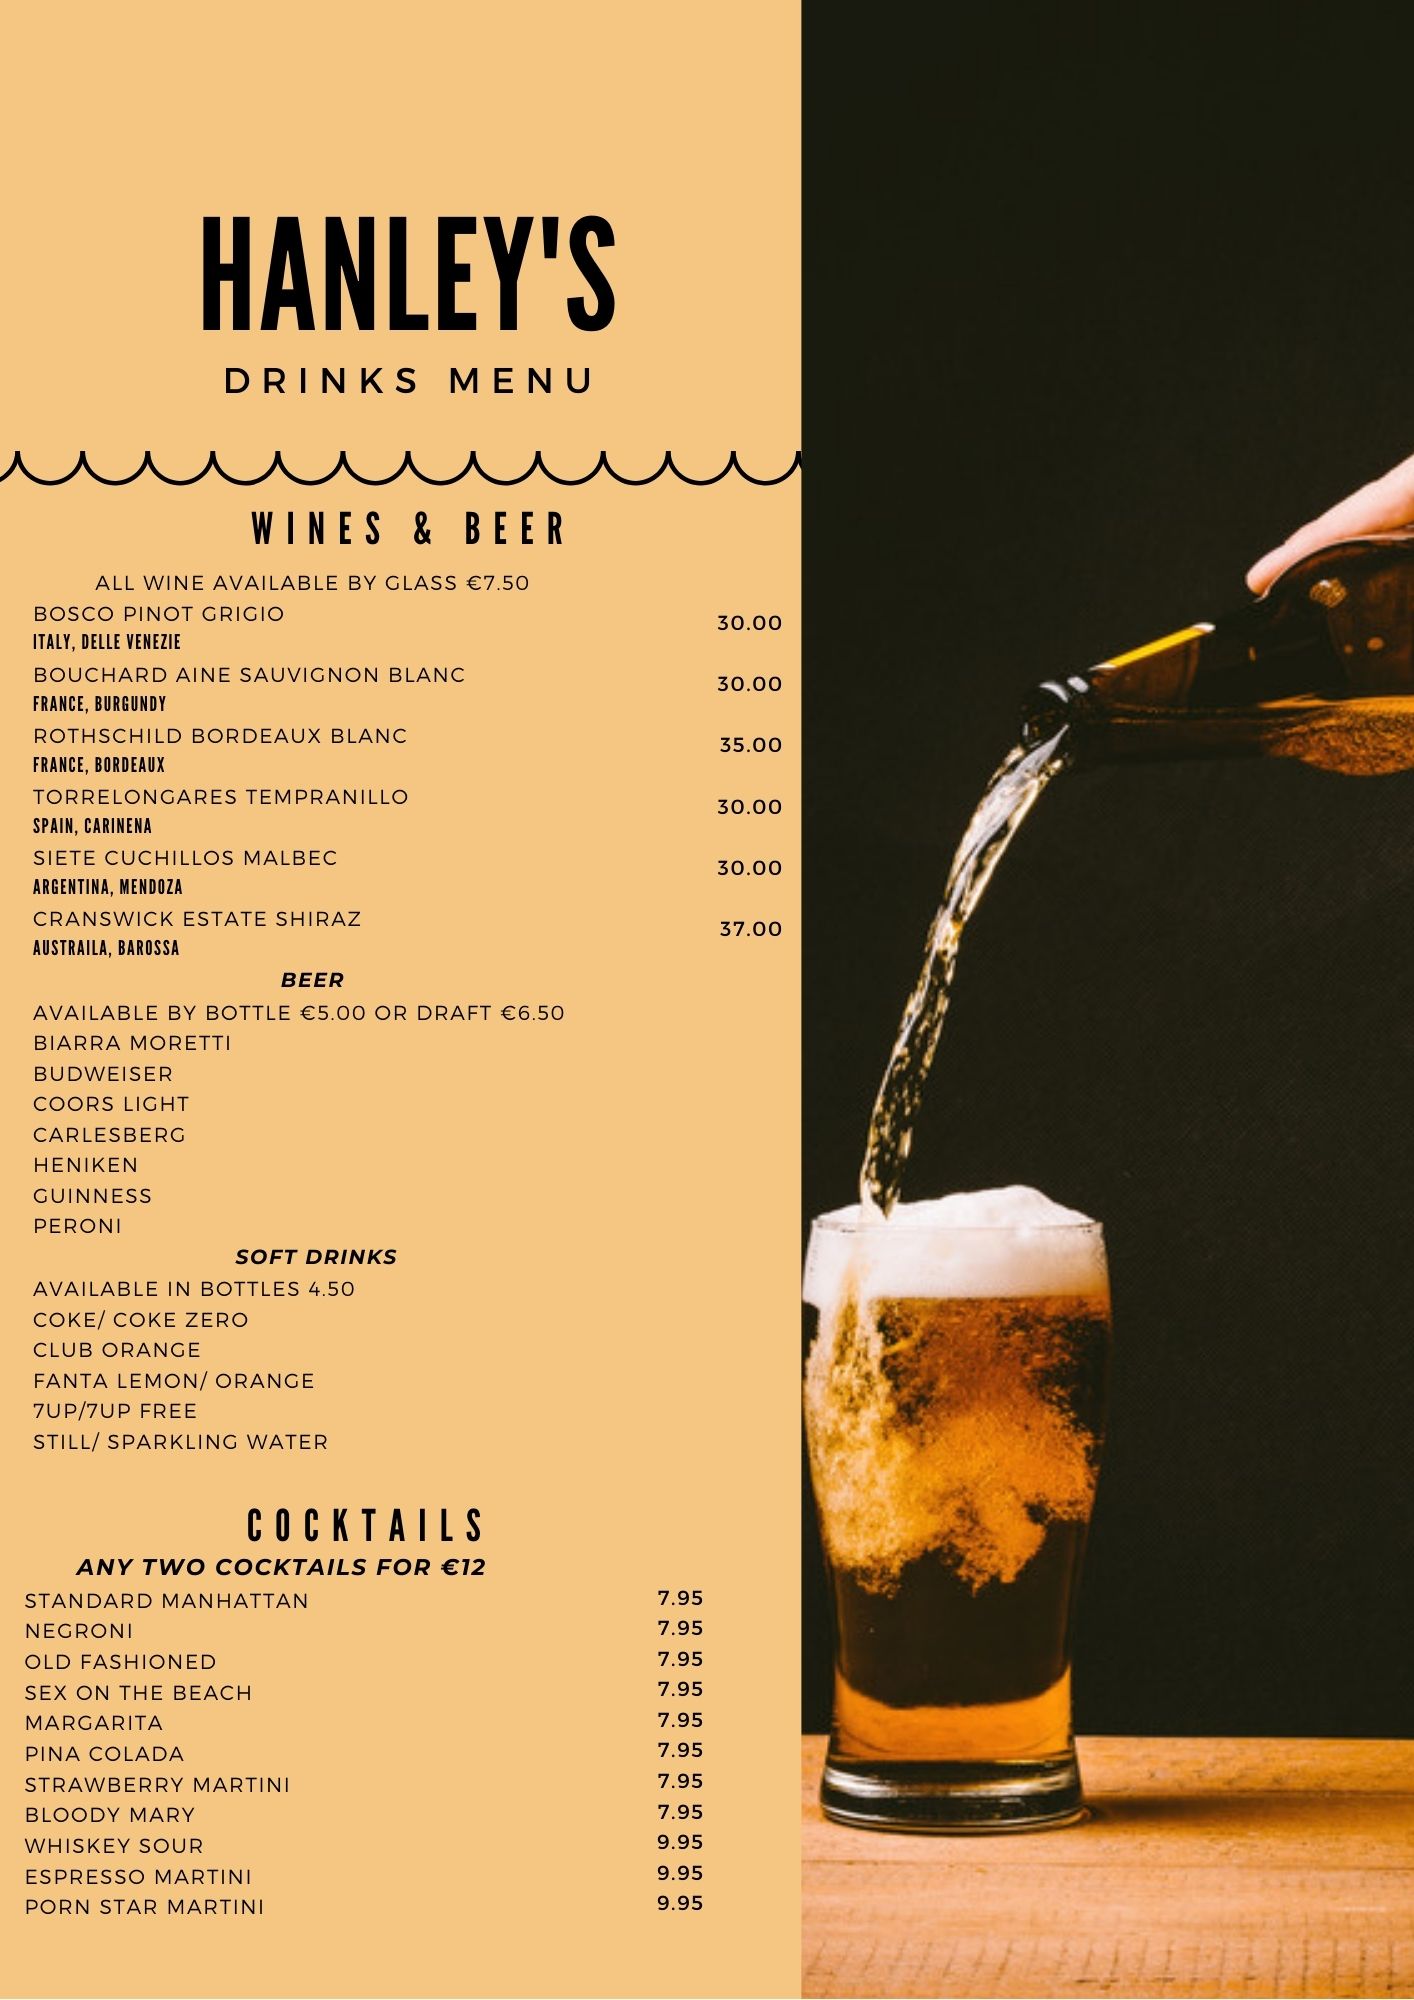 HANLEY'S
DRINKS MENU
WINES & BEER
ALL WINE AVAILABLE BY GLASS €7.50
BOSCO PINOT GRIGIO 30.00
ITALY, DELLE VENEZIE
BOUCHARD AINE SAUVIGNON BLANC 30.00
FRANCE, BURGUNDY
ROTHSCHILD BORDEAUX BLANC 35.00
FRANCE, BORDEAUX
TORRELONGARES TEMPRANILLO 30.00
SPAIN, CARINENA
SIETE CUCHILLOS MALBEC 30.00
ARGENTINA, MENDOZA
CRANSWICK ESTATE SHIRAZ 37.00
AUSTRAILA, BAROSSA
BEER
AVAILABLE BY BOTTLE €5.00 OR DRAFT €6.50
BIARRA MORETTI
BUDWEISER
COORS LIGHT
CARLESBERG
HENIKEN
GUINNESS
PERONI
SOFT DRINKS
AVAILABLE IN BOTTLES 4.50
COKE/ COKE ZERO
CLUB ORANGE
FANTA LEMON/ ORANGE
7UP/7UP FREE
STILL/ SPARKLING WATER
COCKTAILS
ANY TWO COCKTAILS FOR €12
STANDARD MANHATTAN 7.95
NEGRONI 7.95
OLD FASHIONED 7.95
SEX ON THE BEACH 7.95
MARGARITA 7.95
PINA COLADA 7.95
STRAWBERRY MARTINI 7.95
BLOODY MARY 7.95
WHISKEY SOUR 9.95
ESPRESSO MARTINI 9.95
PORN STAR MARTINI 9.95